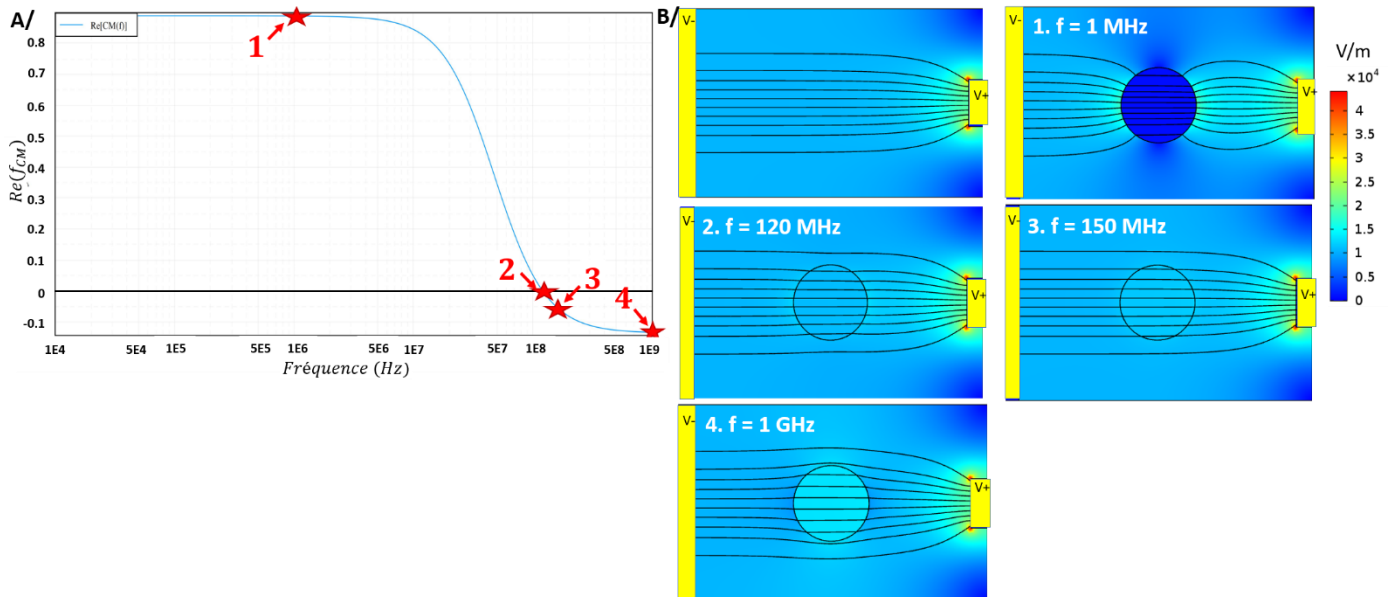 A/
Re[CM(f)]
Re(f_CM)
0.8
0.7
0.6
0.5
0.4
0.3
0.2
0.1
0
-0.1
1
2
3
4
1E4
5E4
1E5
5E5
1E6
5E6
1E7
5E7
1E8
5E8
1E9
Fréquence (Hz)
B/
V-
V+
V-
1. f = 1 MHz
V+
V-
2. f = 120 MHz
V+
V-
3. f = 150 MHz
V+
V-
4. f = 1 GHz
V+
V/m
×10⁴
4
3.5
3
2.5
2
1.5
1
0.5
0